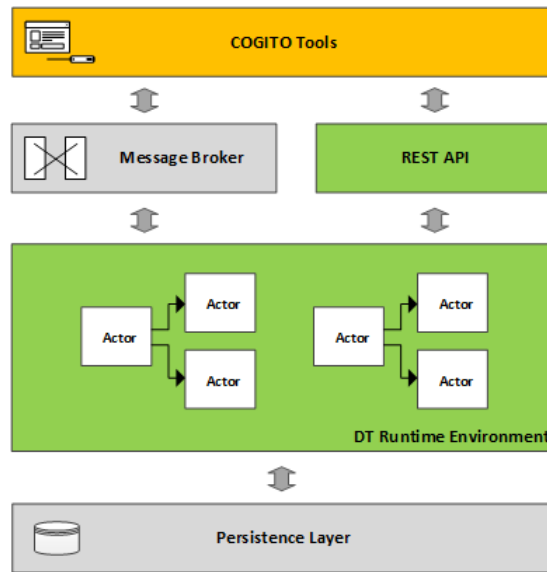 COGITO Tools
Message Broker
REST API
Actor
Actor
Actor
Actor
Actor
Actor
DT Runtime Environment
Persistence Layer